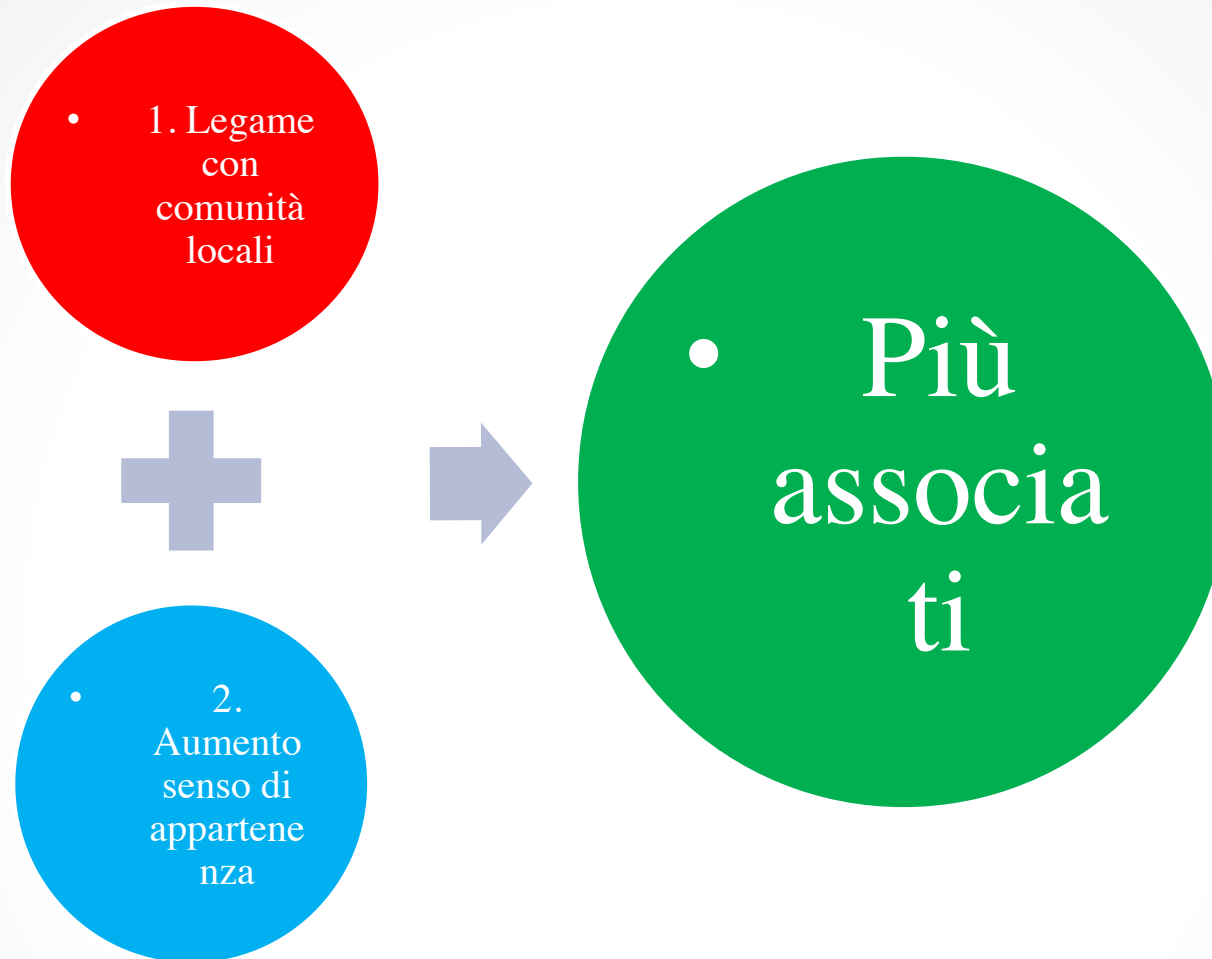 • 1. Legame
con
comunità
locali
• 2.
Aumento
senso di
appartene
nza
• Più
associa
ti